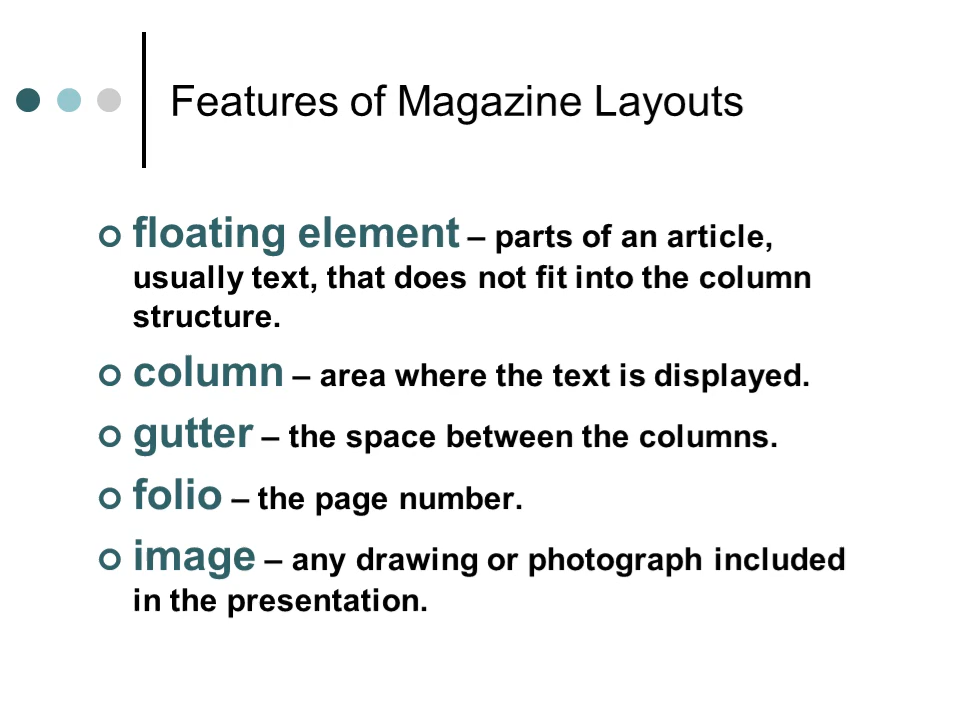 Features of Magazine Layouts
floating element – parts of an article,
usually text, that does not fit into the column
structure.
column – area where the text is displayed.
gutter – the space between the columns.
folio – the page number.
image – any drawing or photograph included
in the presentation.